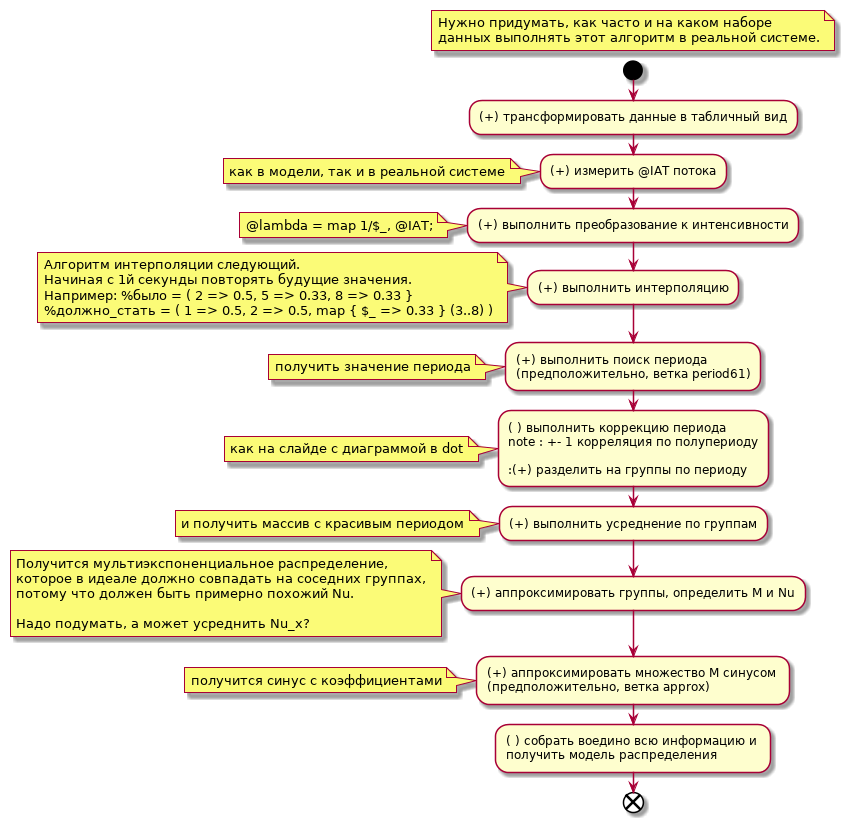 Нужно придумать, как часто и на каком наборе
данных выполнять этот алгоритм в реальной системе.
(+) трансформировать данные в табличный вид
как в модели, так и в реальной системе
(+) измерить @IAT потока
@lambda = map 1/$_, @IAT;
(+) выполнить преобразование к интенсивности
Алгоритм интерполяции следующий.
Начиная с 1й секунды повторять будущие значения.
Например: %было = ( 2 => 0.5, 5 => 0.33, 8 => 0.33 }
%должно_стать = ( 1 => 0.5, 2 => 0.5, map { $_ => 0.33 } (3..8) )
(+) выполнить интерполяцию
получить значение периода
(+) выполнить поиск периода
(предположительно, ветка period61)
как на слайде с диаграммой в dot
( ) выполнить коррекцию периода
note : +- 1 корреляция по полупериоду
:(+) разделить на группы по периоду
и получить массив с красивым периодом
(+) выполнить усреднение по группам
Получится мультиэкспоненциальное распределение,
которое в идеале должно совпадать на соседних группах,
потому что должен быть примерно похожий Nu.
Надо подумать, а может усреднить Nu_x?
(+) аппроксимировать группы, определить M и Nu
получится синус с коэффициентами
(+) аппроксимировать множество M синусом
(предположительно, ветка approx)
( ) собрать воедино всю информацию и
получить модель распределения